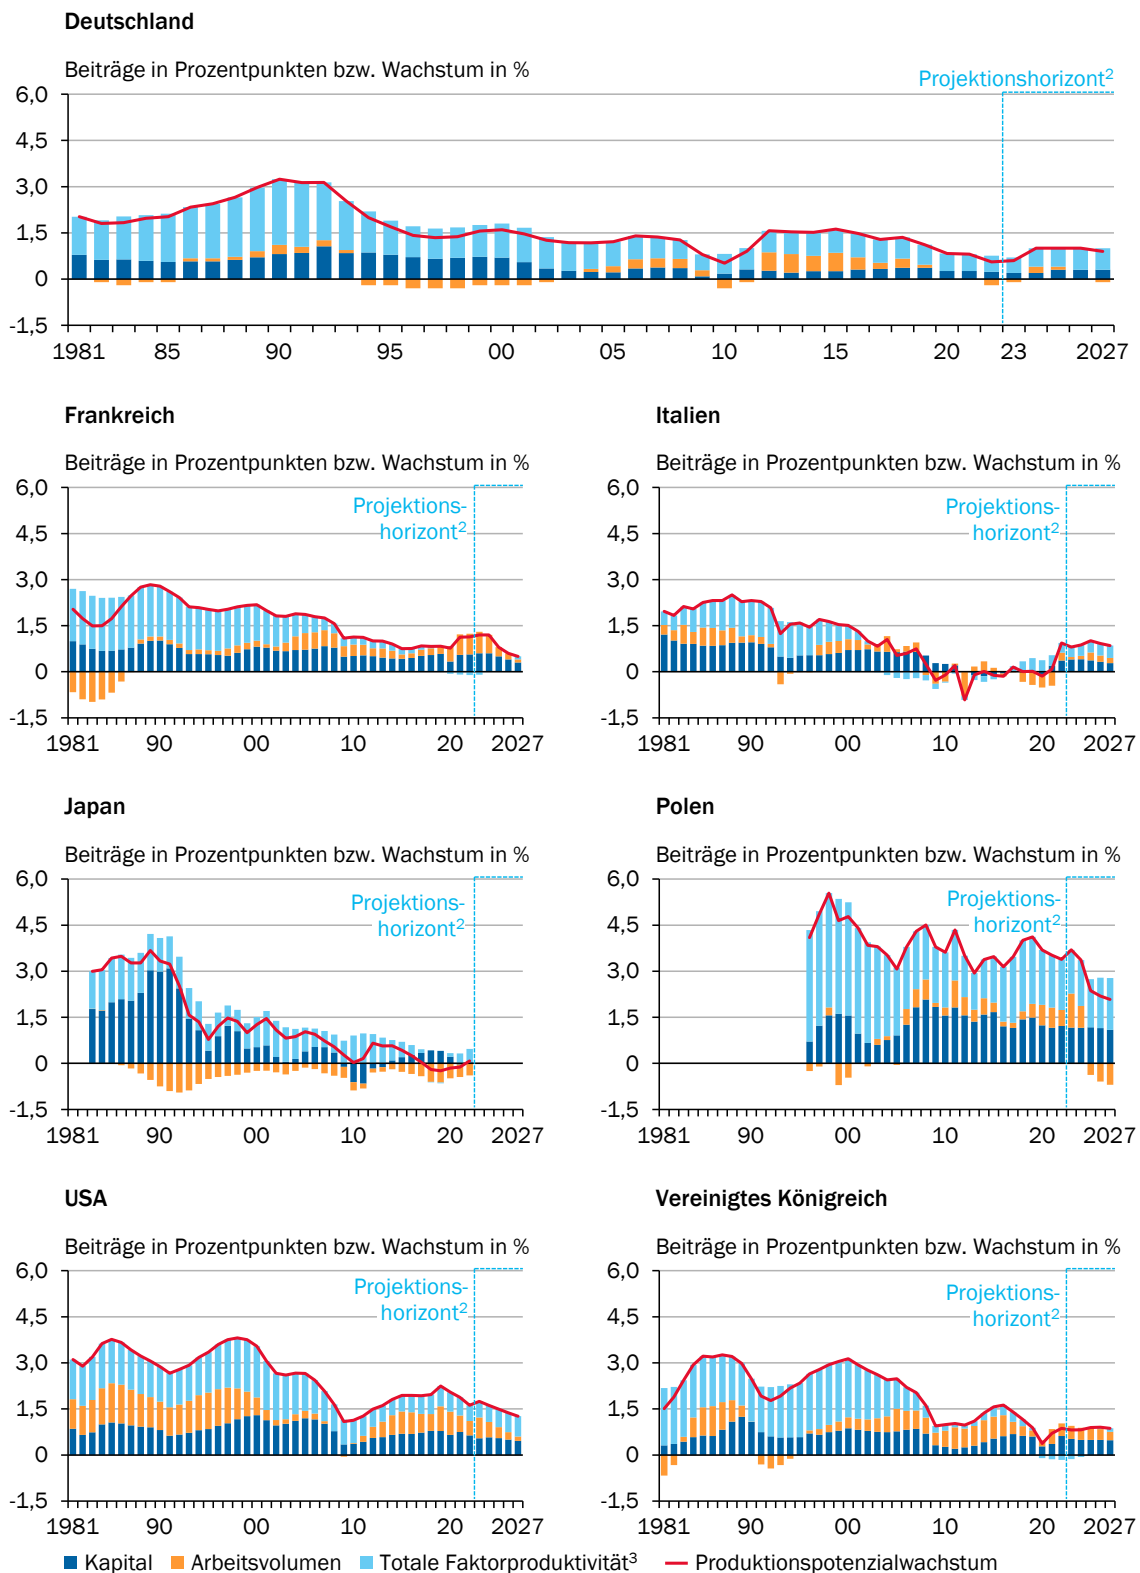 Deutschland
Beiträge in Prozentpunkten bzw. Wachstum in %
Projektionshorizont²
6,0
4,5
3,0
1,5
0
-1,5
1981 85 90 95 00 05 10 15 20 23 2027
Frankreich
Beiträge in Prozentpunkten bzw. Wachstum in %
Projektions-
horizont²
6,0
4,5
3,0
1,5
0
-1,5
1981 90 00 10 20 2027
Italien
Beiträge in Prozentpunkten bzw. Wachstum in %
Projektions-
horizont²
6,0
4,5
3,0
1,5
0
-1,5
1981 90 00 10 20 2027
Japan
Beiträge in Prozentpunkten bzw. Wachstum in %
Projektions-
horizont²
6,0
4,5
3,0
1,5
0
-1,5
1981 90 00 10 20 2027
Polen
Beiträge in Prozentpunkten bzw. Wachstum in %
Projektions-
horizont²
6,0
4,5
3,0
1,5
0
-1,5
1981 90 00 10 20 2027
USA
Beiträge in Prozentpunkten bzw. Wachstum in %
Projektions-
horizont²
6,0
4,5
3,0
1,5
0
-1,5
1981 90 00 10 20 2027
Vereinigtes Königreich
Beiträge in Prozentpunkten bzw. Wachstum in %
Projektions-
horizont²
6,0
4,5
3,0
1,5
0
-1,5
1981 90 00 10 20 2027
Kapital Arbeitsvolumen Totale Faktorproduktivität³ Produktionspotenzialwachstum